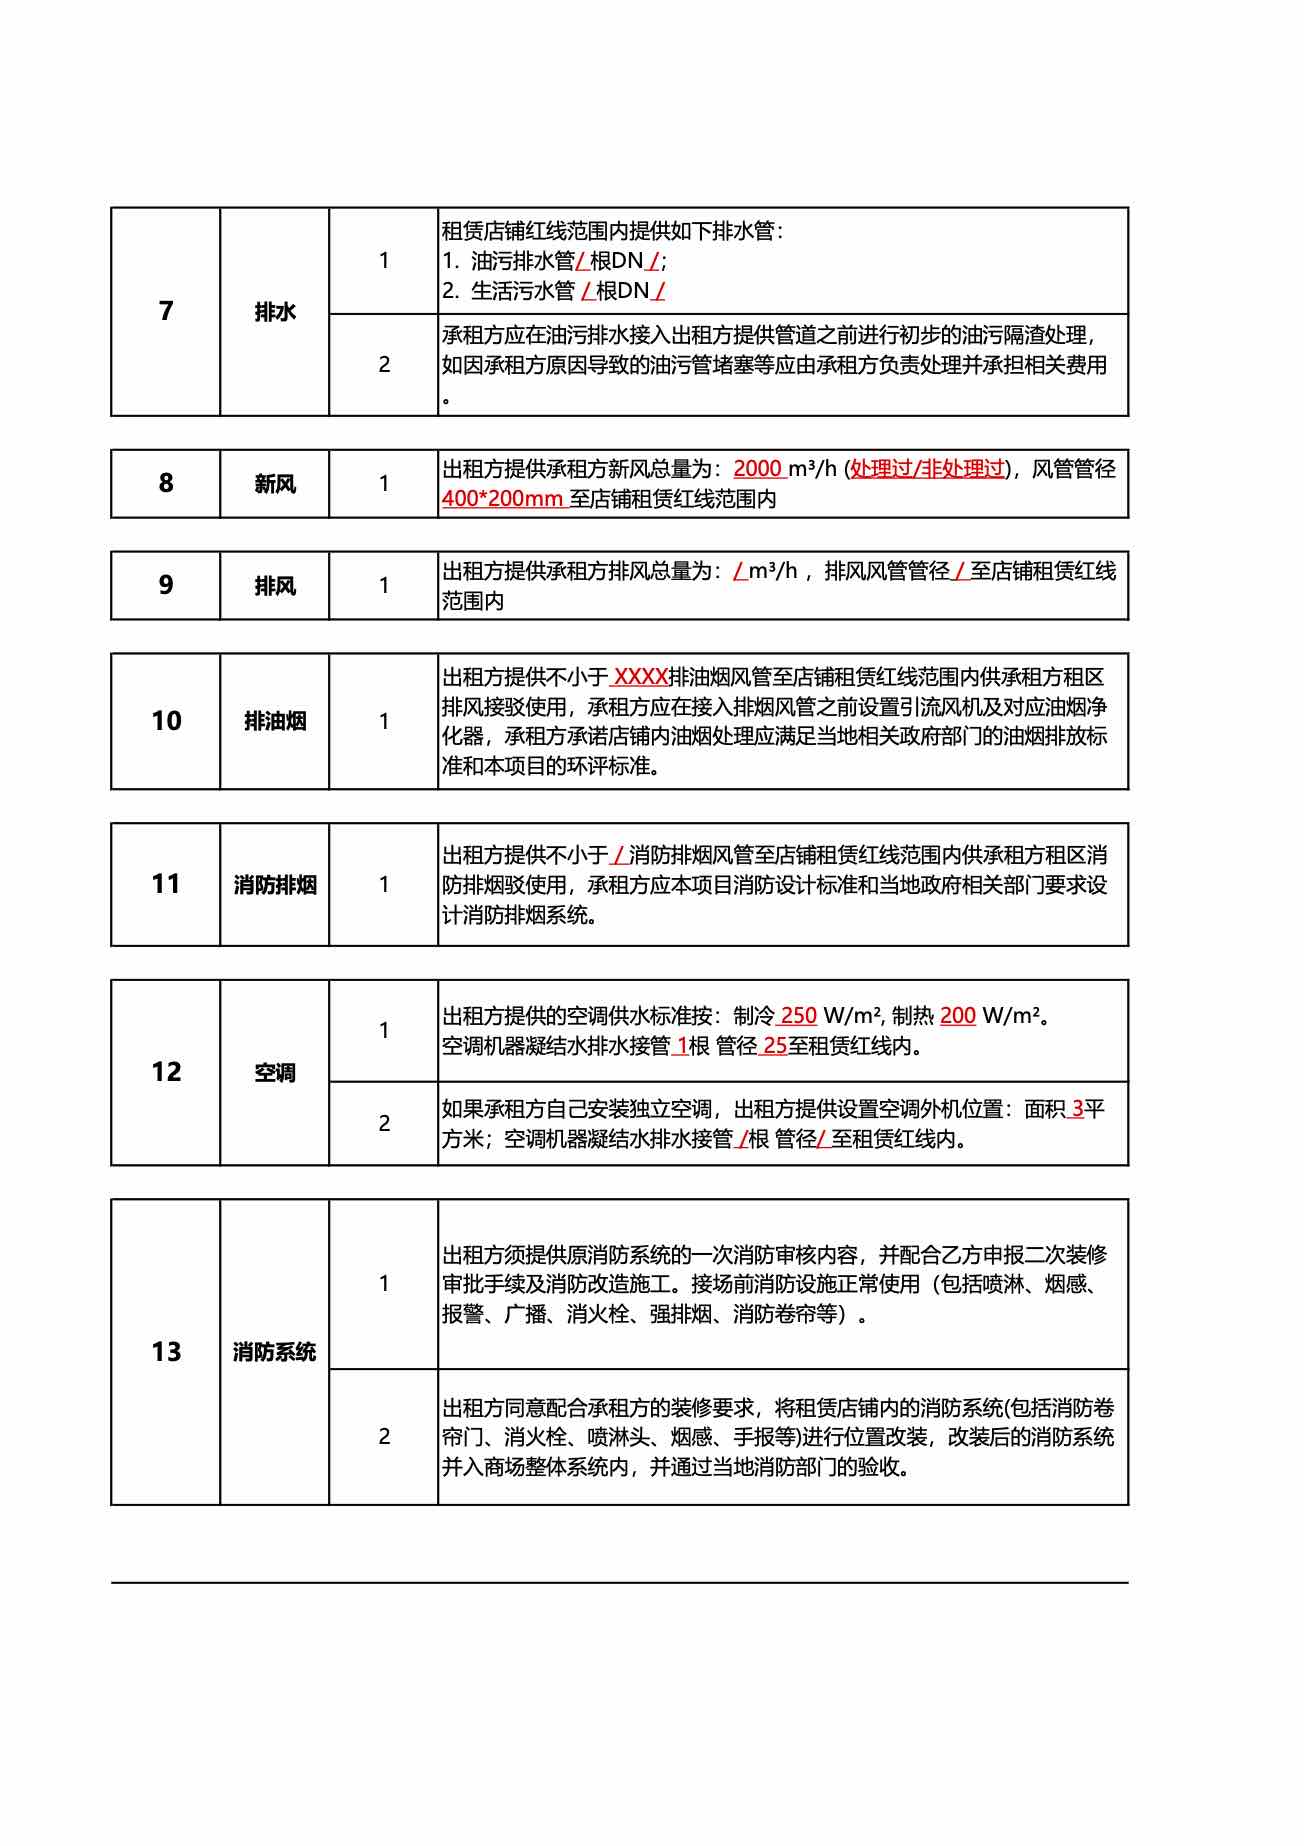 7
排水
1
租赁店铺红线范围内提供如下排水管：
1. 油污排水管/ 根DN /;
2. 生活污水管 / 根DN /
2
承租方应在油污排水接入出租方提供管道之前进行初步的油污隔渣处理，
如因承租方原因导致的油污管堵塞等应由承租方负责处理并承担相关费用
。
8
新风
1
出租方提供承租方新风总量为：2000 m³/h (处理过/非处理过)，风管管径
400*200mm 至店铺租赁红线范围内
9
排风
1
出租方提供承租方排风总量为：/ m³/h ，排风风管管径 / 至店铺租赁红线
范围内
10
排油烟
1
出租方提供不小于 XXXX排油烟风管至店铺租赁红线范围内供承租方租区
排风接驳使用，承租方应在接入排烟风管之前设置引流风机及对应油烟净
化器，承租方承诺店铺内油烟处理应满足当地相关政府部门的油烟排放标
准和本项目的环评标准。
11
消防排烟
1
出租方提供不小于 / 消防排烟风管至店铺租赁红线范围内供承租方租区消
防排烟驳使用，承租方应本项目消防设计标准和当地政府相关部门要求设
计消防排烟系统。
12
空调
1
出租方提供的空调供水标准按：制冷 250 W/m², 制热 200 W/m²。
空调机器凝结水排水接管 1根 管径 25至租赁红线内。
2
如果承租方自己安装独立空调，出租方提供设置空调外机位置：面积 3平
方米；空调机器凝结水排水接管 /根 管径/ 至租赁红线内。
13
消防系统
1
出租方须提供原消防系统的一次消防审核内容，并配合乙方申报二次装修
审批手续及消防改造施工。接场前消防设施正常使用（包括喷淋、烟感、
报警、广播、消火栓、强排烟、消防卷帘等）。
2
出租方同意配合承租方的装修要求，将租赁店铺内的消防系统(包括消防卷
帘门、消火栓、喷淋头、烟感、手报等)进行位置改装，改装后的消防系统
并入商场整体系统内，并通过当地消防部门的验收。